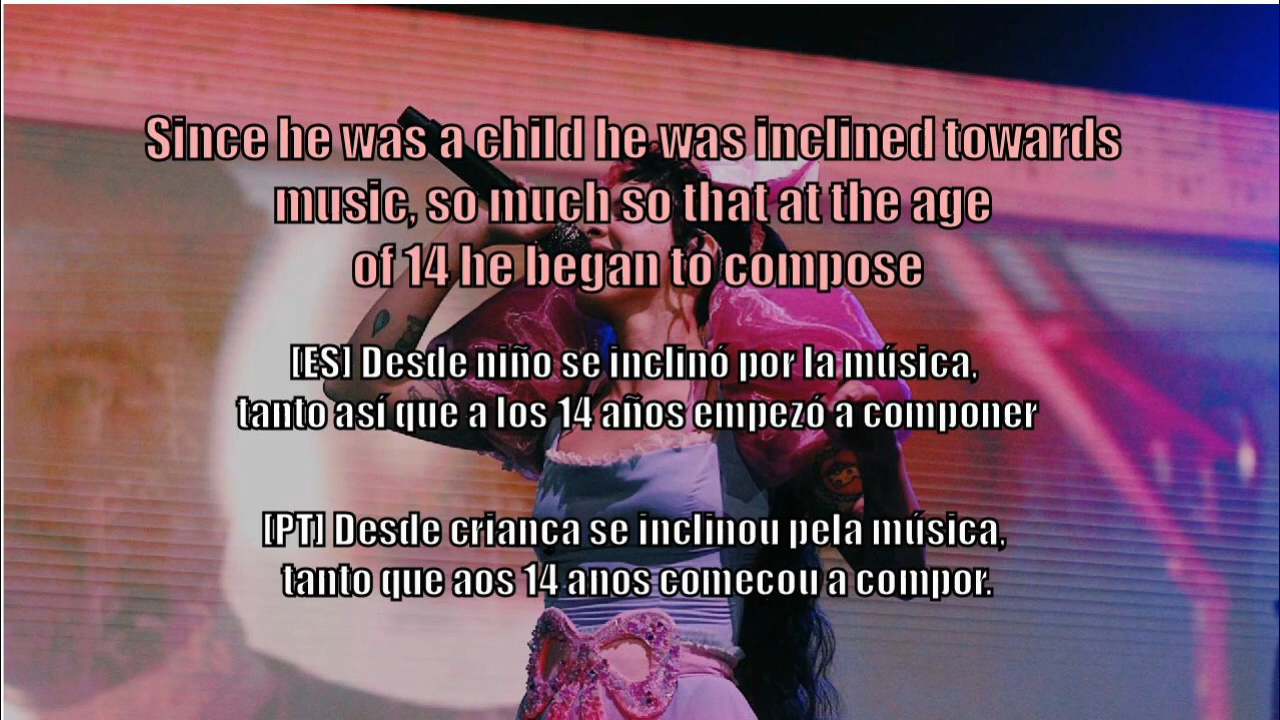 Since he was a child he was inclined towards
music, so much so that at the age
of 14 he began to compose
[ES] Desde niño se inclinó por la música,
tanto así que a los 14 años empezó a componer
[PT] Desde criança se inclinou pela música,
tanto que aos 14 anos comecou a compor.